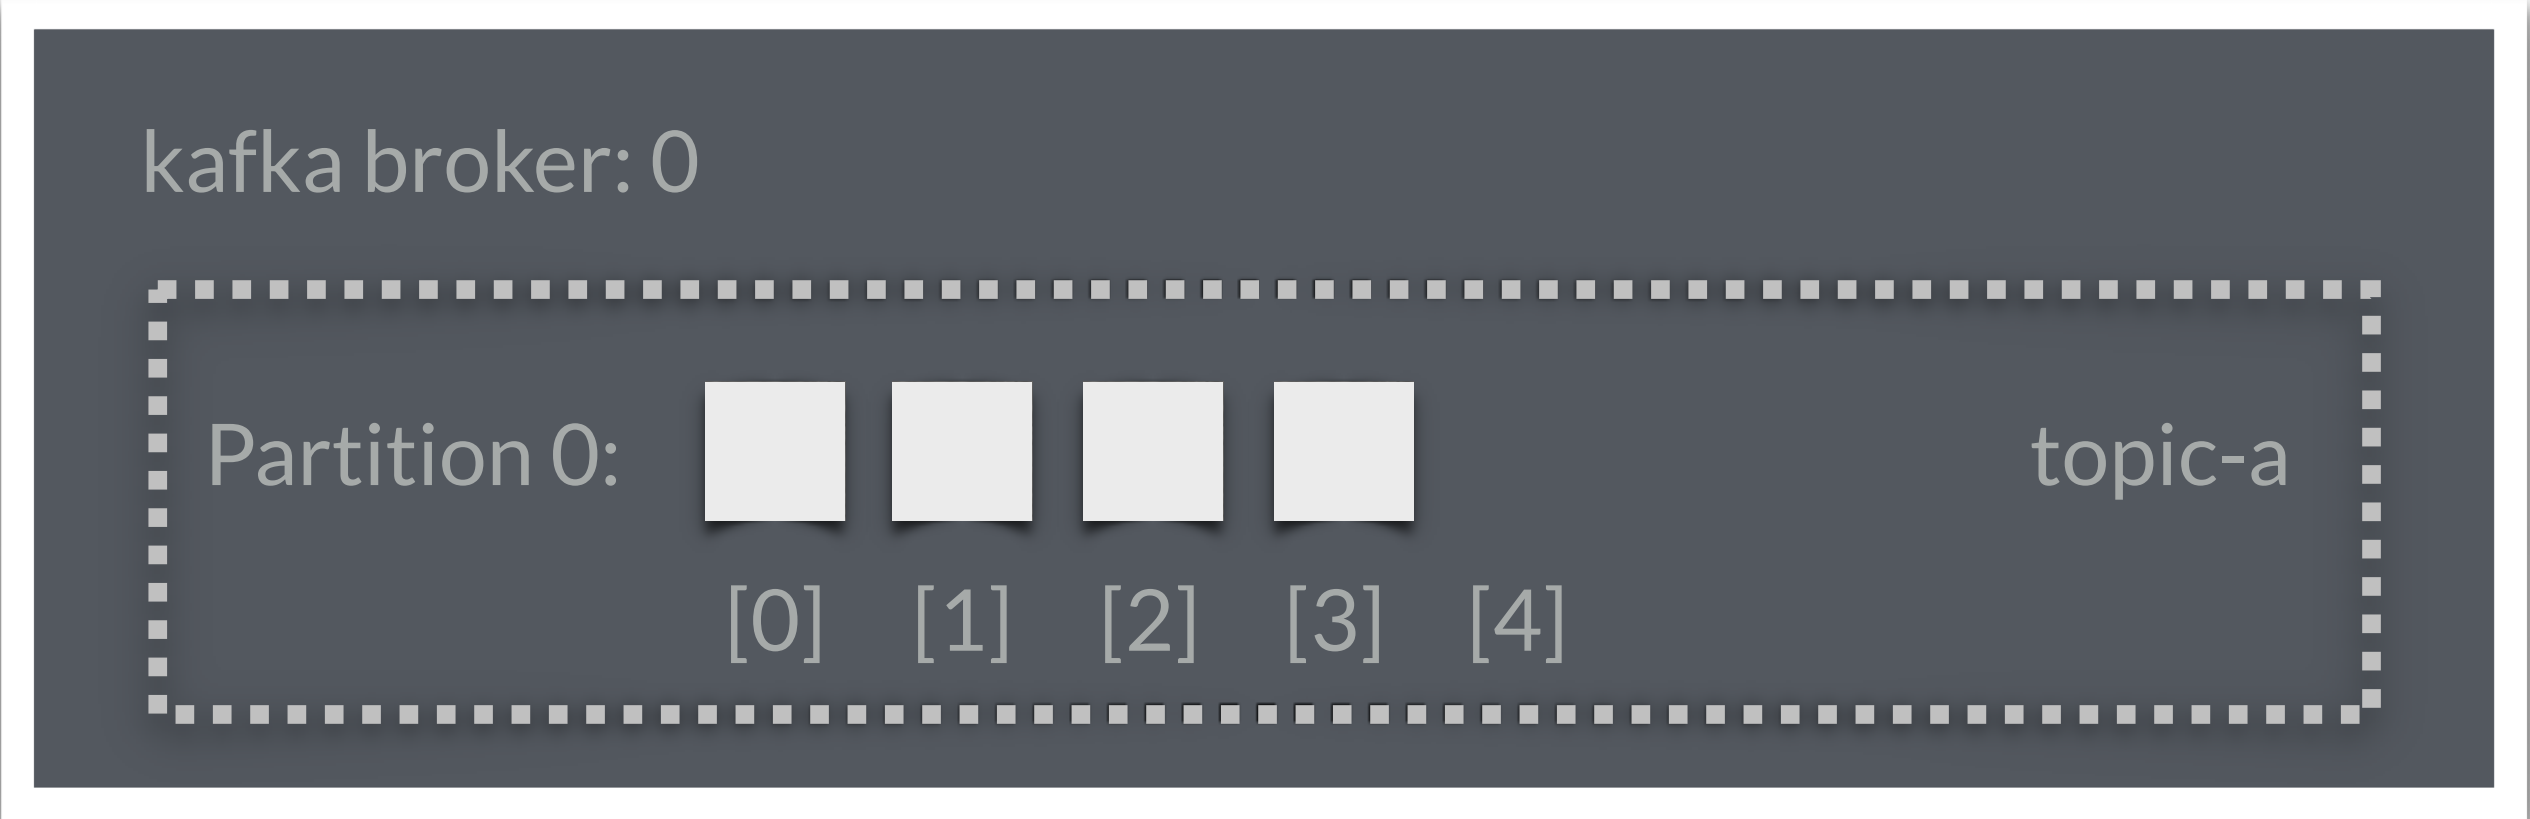 kafka broker: 0
Partition 0:
topic-a
[0] [1] [2] [3] [4]